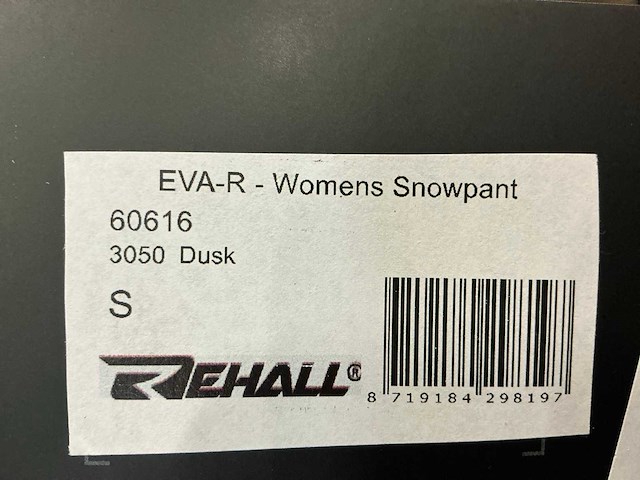 EVA-R - Womens Snowpant
60616
3050 Dusk
S
REHALL®
8 719184 298197